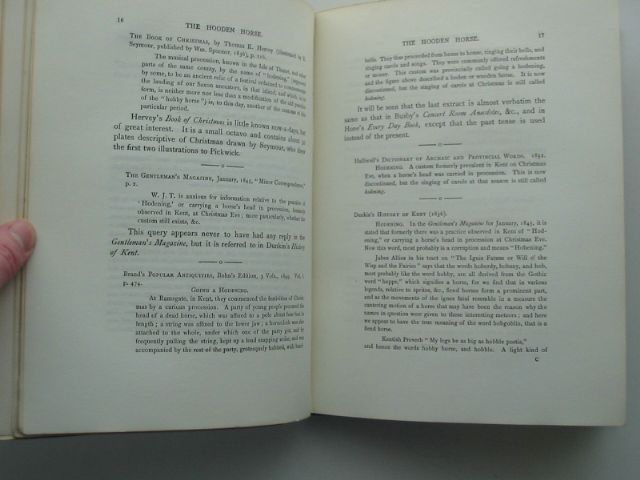 16
THE HOODEN HORSE.
THE BOOK OF CHRISTMAS, by Thomas K. Hervey (illustrated by R.
Seymour, published by Wm. Spooner, 1836), p.
The musical procession, known in the Isle of Thanet, and other
parts of the same county, by the name of "hodening," supposed
by some, to be an ancient relic of a festival ordained to commemorate
the landing of our Saxon ancestors, in that island, and which, in its
form, is neither more nor less than a modification of the old practice
of the "hobby horse"; is, to this day, another of the customs of this
particular period.
Hervey's Book of Christmas is little known now-a-days, but
of great interest. It is a small octavo and contains
plates descriptive of Christmas drawn by Seymour, who drew
the first two illustrations to Pickwick.
THE GENTLEMAN'S MAGAZINE, January, "Minor Correspondence,"
p. 2.
W. J. T. is anxious for information relative to the practice of
'Hodening,' or carrying a horse's head in procession, formerly
observed in Kent, at Christmas Eve; more particularly, whether the
custom still exists, &c.
This query appears never to have had any reply in the
Gentleman's Magazine, but it is referred to in Durkin's History
of Kent.
Brand's POPULAR ANTIQUITIES, Bohn's Edition, 3 Vols., 1849. Vol. I.
p. 474.
GOING A HODENING.
At Ramsgate, in Kent, they commenced the festivities of Christ-
mas by a curious procession. A party of young people procured the
head of a dead horse, which was affixed to a pole about four feet in
length; a string was affixed to the lower jaw; a horsecloth was also
attached to the whole, under which one of the party got, and by
frequently pulling the string, kept up a loud snapping noise, and was
accompanied by the rest of the party, grotesquely habited, with hand-
THE HOODEN HORSE.
17
bells. They thus proceeded from house to house, ringing their bells, and
singing carols and songs. They were commonly offered refreshments
or money. This custom was provincially called going a hodening,
and the figure above described a hoden or wooden horse. It is now
discontinued, but the singing of carols at Christmas is still called
hodening.
It will be seen that the last extract is almost verbatim the
same as that in Busby's Concert Room Anecdotes, &c., and in
Hone's Every Day Book, except that the past tense is used
instead of the present.
Halliwell's DICTIONARY OF ARCHAIC AND PROVINCIAL WORDS. 1852.
HODENING. A custom formerly prevalent in Kent on Christmas
Eve, when a horse's head was carried in procession. This is now
discontinued, but the singing of carols at that season is still called
hodening.
Dunkin's HISTORY OF KENT (1856).
HODENING. In the Gentleman's Magazine for January, 1845, it is
stated that formerly there was a practice observed in Kent of "Hod-
ening," or carrying a horse's head in procession at Christmas Eve.
Now this word, most probably is a corruption and means "Hobening."
Jabez Allies in his tract on "The Ignis Fatuus or Will o' the
Wisp and the Fairies" says that the words hoberdy, hobany, and hob,
most probably like the word hobby, are all derived from the Gothic
word "hoppe," which signifies a horse, for we find that in various
legends, relative to sprites, &c., fiend horses form a prominent part,
and as the movements of the ignes fatui resemble in a measure the
cantering motion of horses that may have been the reason why the
names in question were given to those interesting meteors; and here
we appear to have the true meaning of the word hobgoblin, that is a
fiend horse.
Kentish Proverb "My legs be as big as hobble postis,"
and hence the words hobby horse, and hobble. A light kind of
C